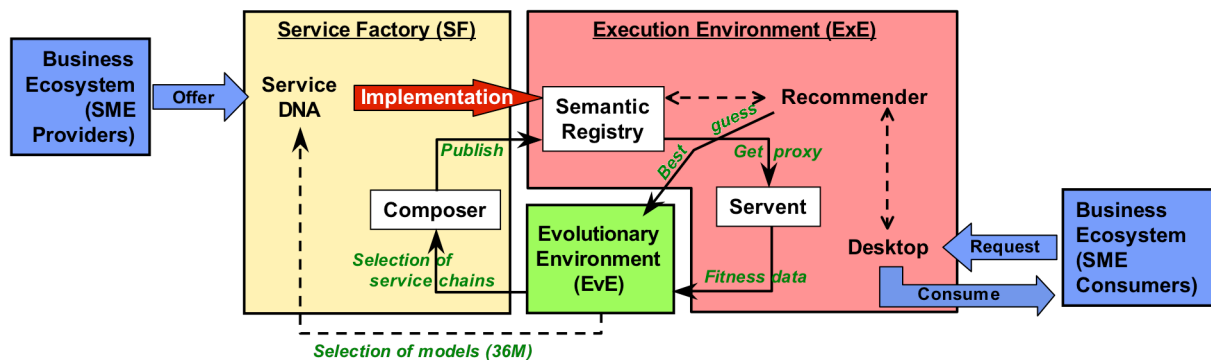 Service Factory (SF)
Execution Environment (ExE)
Business
Ecosystem
(SME
Providers)
Offer
Service
DNA
Implementation
Semantic
Registry
Recommender
guess
Best
Get proxy
Publish
Composer
Servent
Evolutionary
Environment
(EvE)
Selection of
service chains
Fitness data
Desktop
Request
Consume
Business
Ecosystem
(SME
Consumers)
Selection of models (36M)